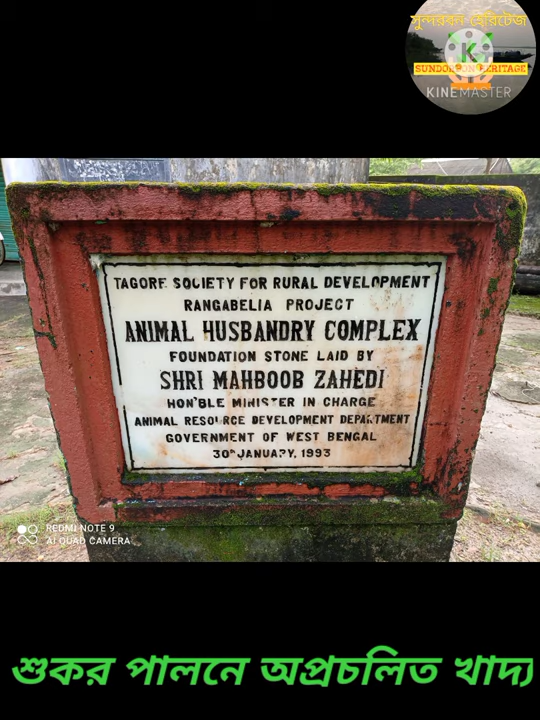 সুন্দরবন হেরিটেজ
K
SUNDORBON HERITAGE
KINEMASTER
TAGORE SOCIETY FOR RURAL DEVELOPMENT
RANGABELIA PROJECT
ANIMAL HUSBANDRY COMPLEX
FOUNDATION STONE LAID BY
SHRI MAHBOOB ZAHEDI
HON'BLE MINISTER IN CHARGE
ANIMAL RESOURCE DEVELOPMENT DEPARTMENT
GOVERNMENT OF WEST BENGAL
30TH JANUARY, 1993
REDMI NOTE 9
AI QUAD CAMERA
শুকর পালনে অপ্রচলিত খাদ্য